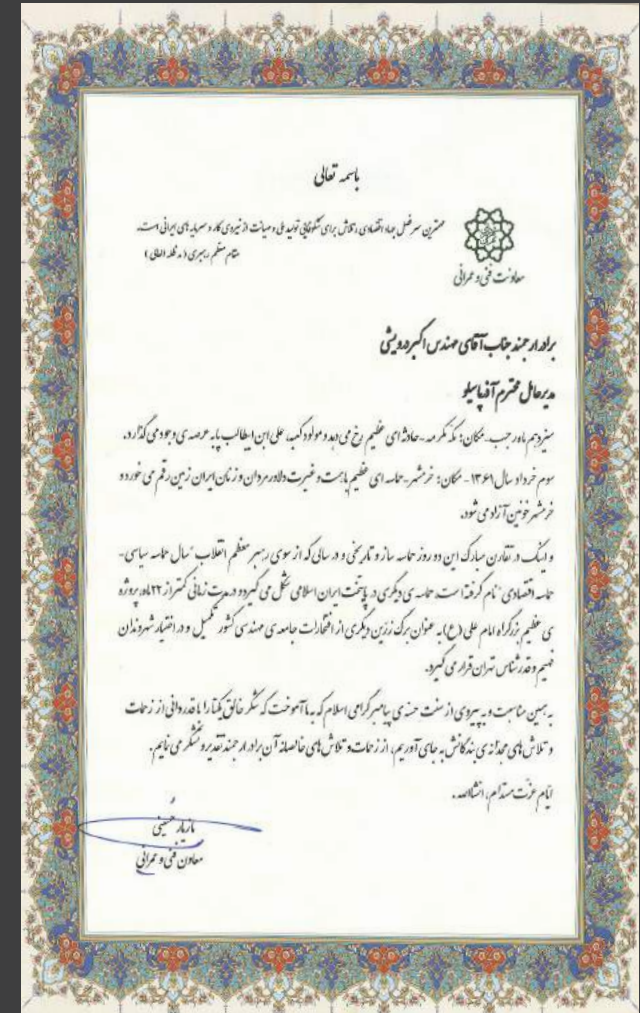 باسمه تعالی
مهمترین سرفصل جهاد اقتصادی، تلاش برای شکوفایی تولید ملی و صیانت از نیروی کار و سرمایه های ایرانی است.
مقام معظم رهبری (مدظله العالی)
معاونت فنی و عمرانی
برادر ارجمند جناب آقای مهندس اکبر درویشی
مدیرعامل محترم آذرپاسیلو
سیزدهم ماه رجب - مکان: مکه مکرمه - حادثه ای عظیم رخ می دهد و مولود کعبه، علی ابن ابیطالب پا به عرصه ی وجود می گذارد.
سوم خرداد سال ۱۳۶۱ - مکان: خرمشهر - حماسه ای عظیم با همت و غیرت دلاورمردان و زنان ایران زمین رقم می خورد و
خرمشهر خونین آزاد می شود.
و اینک در تقارن مبارک این دو روز حماسه ساز و تاریخی و در سالی که از سوی رهبر معظم انقلاب "سال حماسه سیاسی -
حماسه اقتصادی" نام گرفته است، حماسه ی دیگری در پایتخت ایران اسلامی شکل می گیرد و در مدت زمانی کمتر از ۲۲ ماه، پروژه
ی عظیم بزرگراه امام علی (ع) به عنوان برگ زرین دیگری از افتخارات جامعه ی مهندسی کشور تکمیل و در اختیار شهروندان
فهیم و قدرشناس تهران قرار می گیرد.
به همین مناسبت و به پیروی از سنت حسنه ی پیامبر گرامی اسلام که به ما آموخت که شکر خالق یکتا را با قدردانی از زحمات
و تلاش های مجدانه ی بندگانش به جای آوریم، از زحمات و تلاش های خالصانه آن برادر ارجمند تقدیر و تشکر می نمایم.
ایام عزت مستدام، انشاالله.
مازیار حسینی
معاون فنی و عمرانی